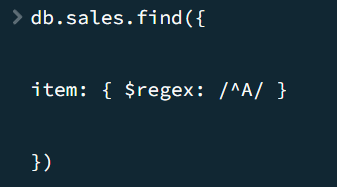 > db.sales.find({
item: { $regex: /^A/ }
})